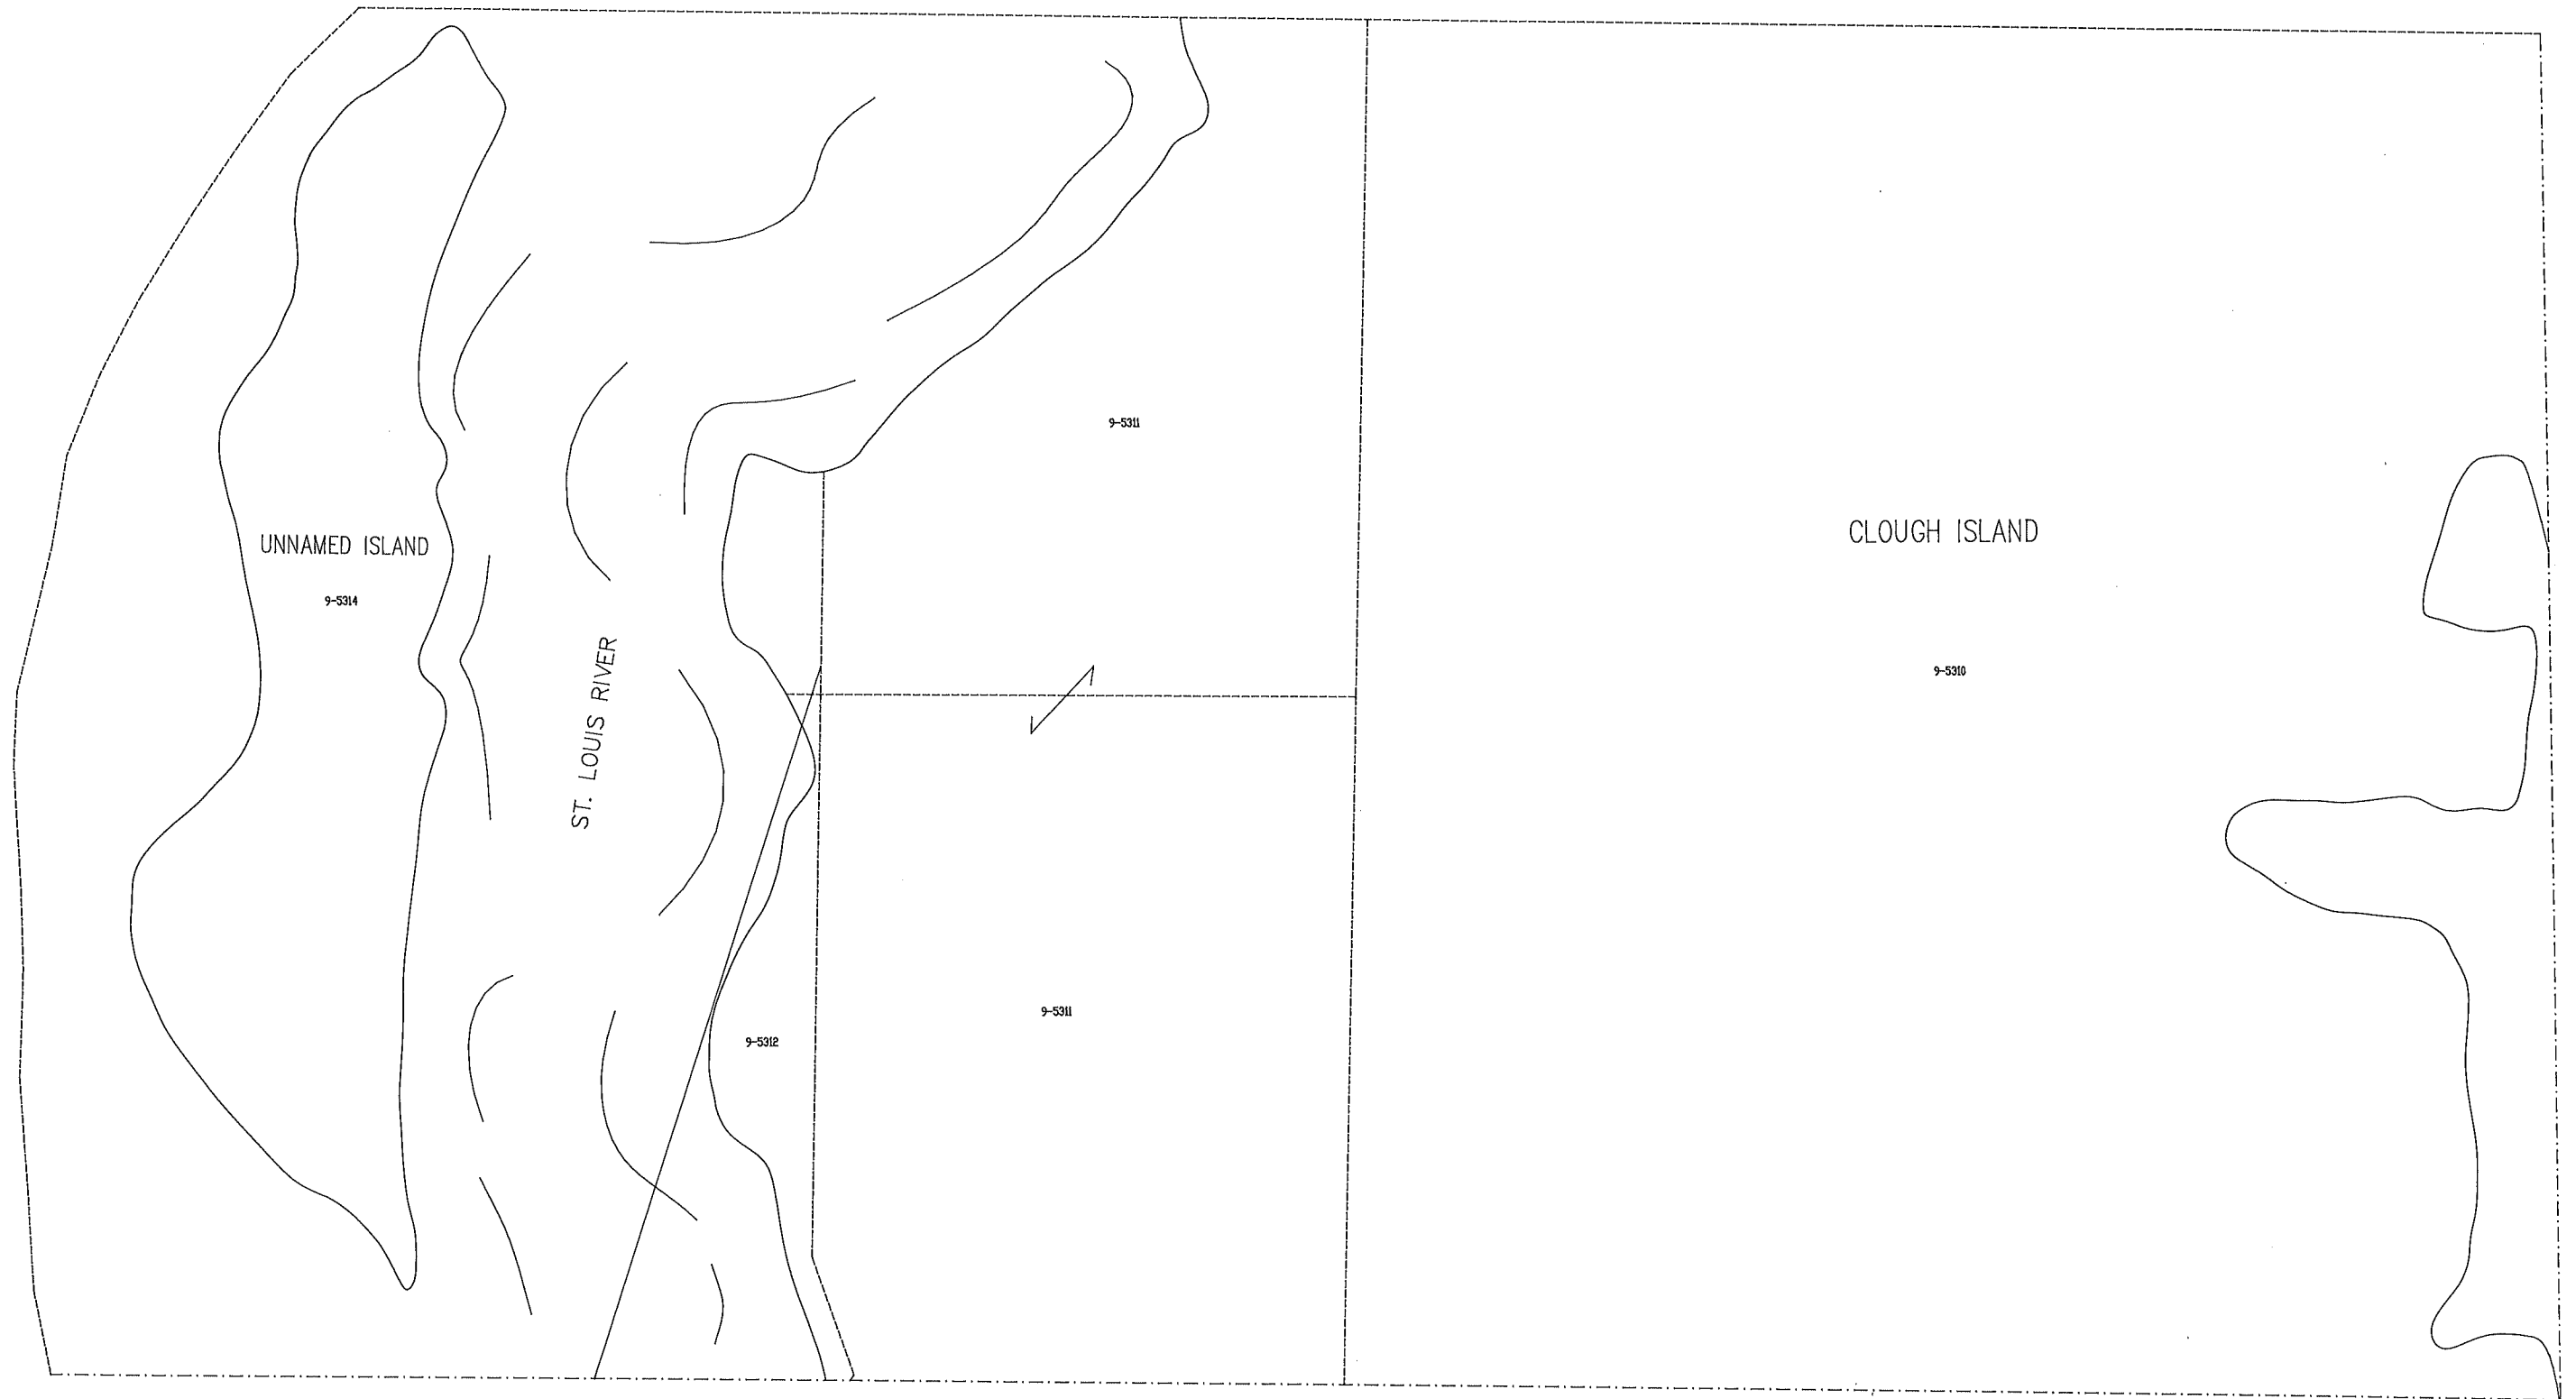 9-5311
CLOUGH ISLAND
UNNAMED ISLAND
9-5314
ST. LOUIS RIVER
9-5310
9-5311
9-5312